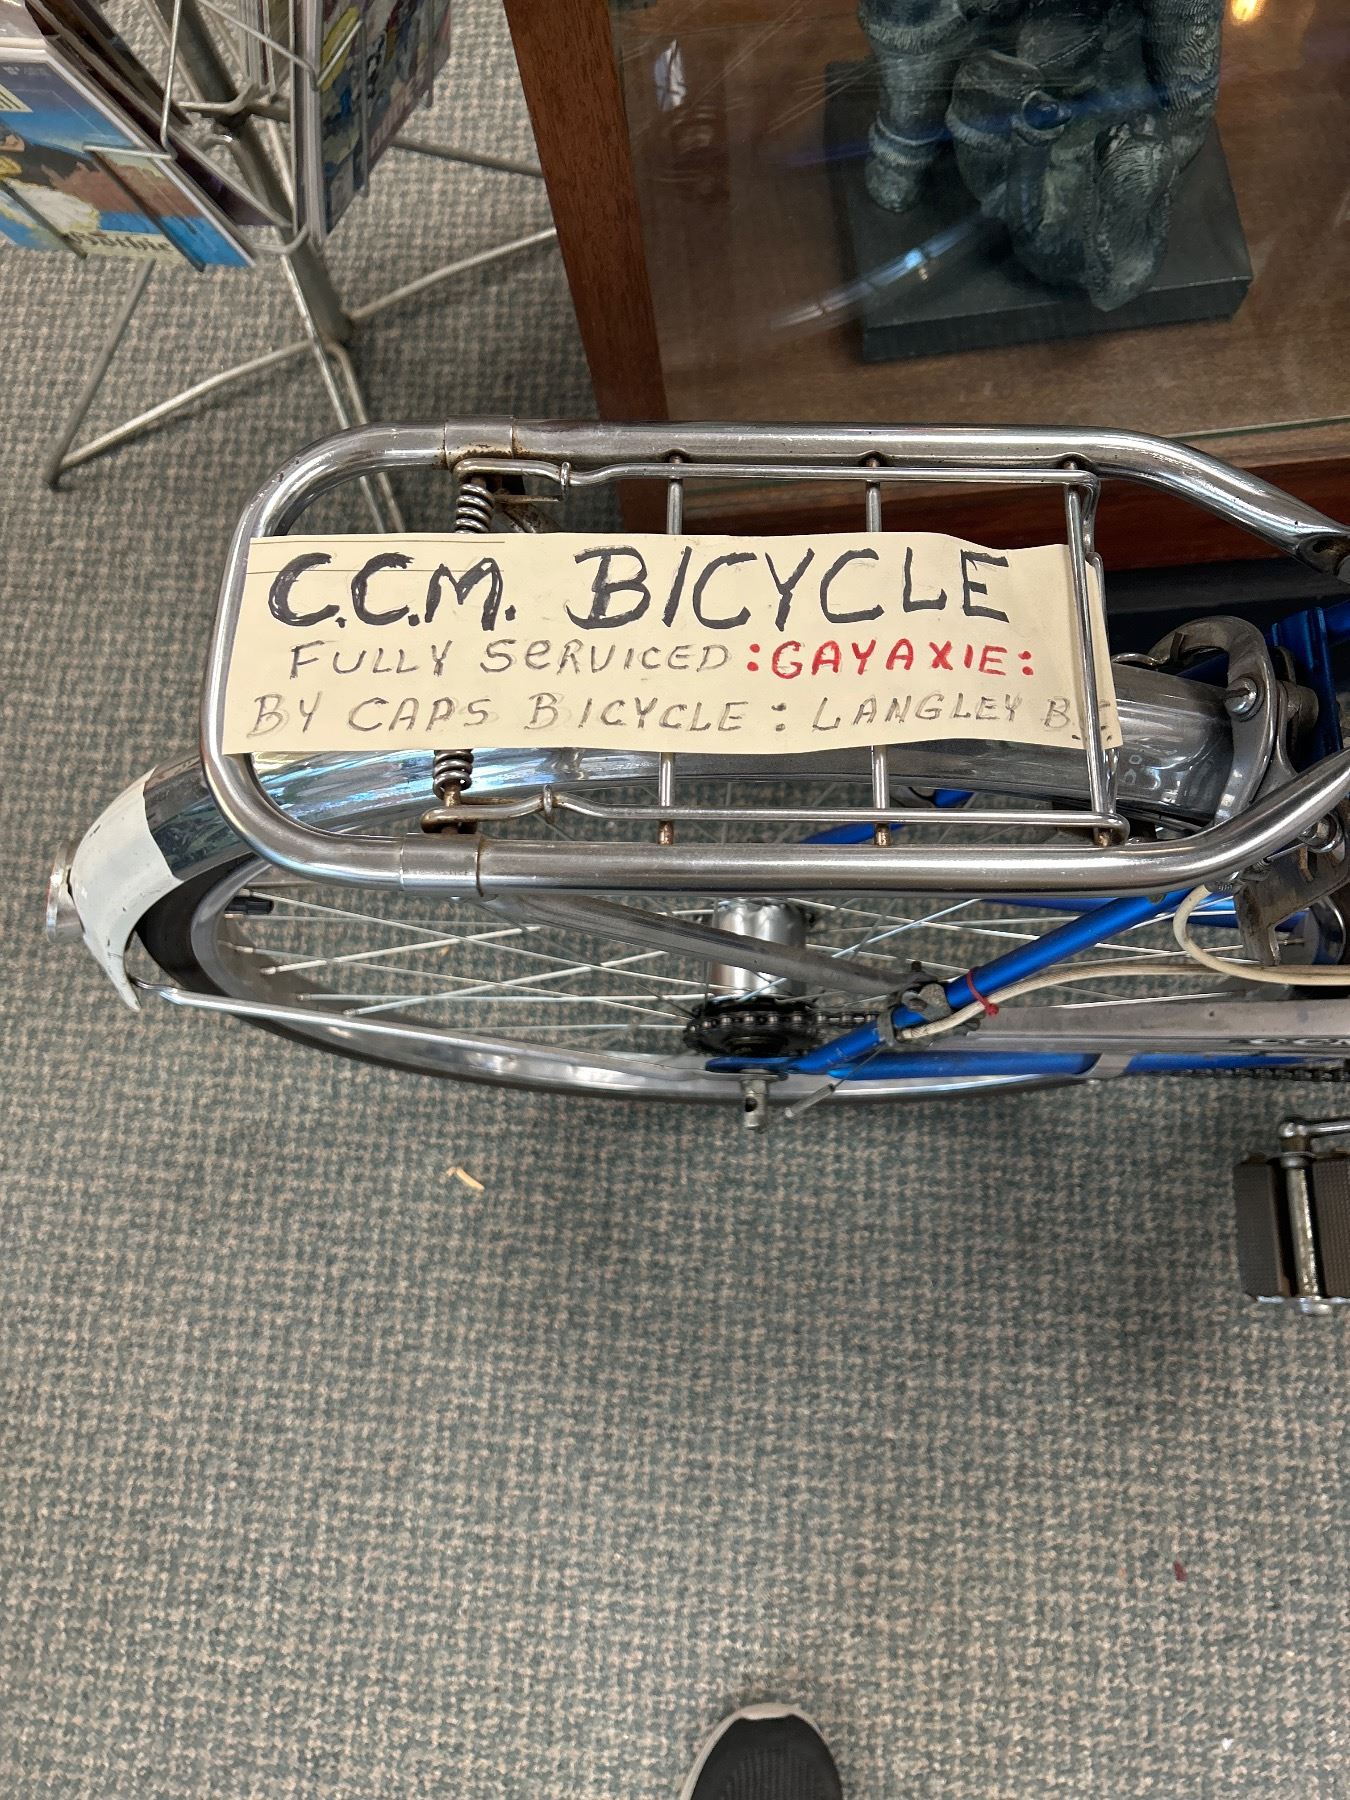 C.C.M. BICYCLE
FULLY SERVICED :GAYAXIE:
BY CAPS BICYCLE : LANGLEY B.C